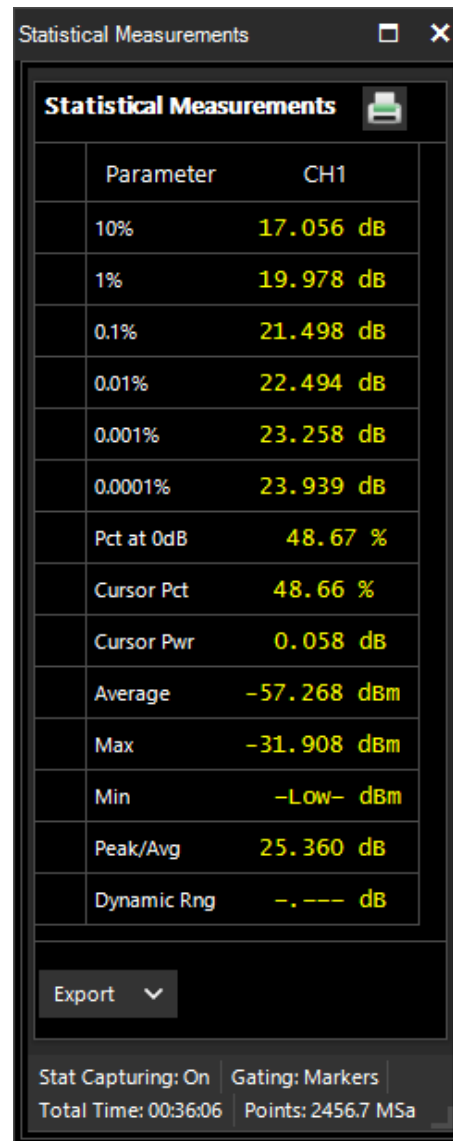 Statistical Measurements
Statistical Measurements
Parameter CH1
10% 17.056 dB
1% 19.978 dB
0.1% 21.498 dB
0.01% 22.494 dB
0.001% 23.258 dB
0.0001% 23.939 dB
Pct at 0dB 48.67 %
Cursor Pct 48.66 %
Cursor Pwr 0.058 dB
Average -57.268 dBm
Max -31.908 dBm
Min -Low- dBm
Peak/Avg 25.360 dB
Dynamic Rng -.--- dB
Export
Stat Capturing: On Gating: Markers
Total Time: 00:36:06 Points: 2456.7 MSa